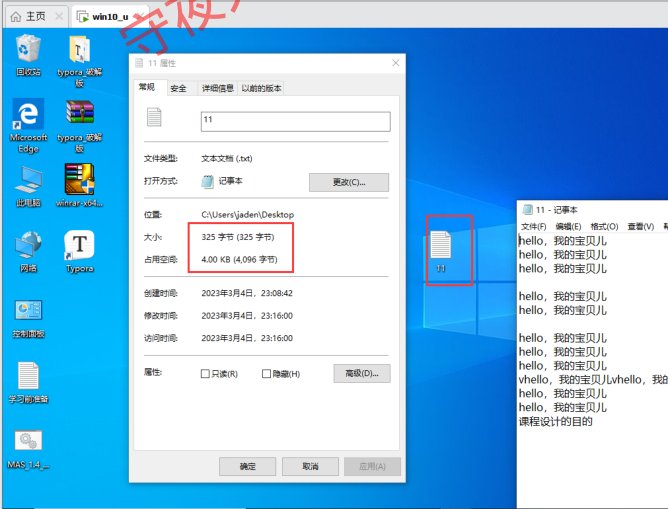 主页
win10_u
守夜
回收站
typora_破解版
Microsoft Edge
typora_破解版
此电脑
winrar-x64...
网络
Typora
控制面板
学习前准备
MAS_1.4_...
11 属性
常规
安全
详细信息
以前的版本
11
文件类型:
文本文档 (.txt)
打开方式:
记事本
更改(C)...
位置:
C:\Users\jaden\Desktop
大小:
325 字节 (325 字节)
占用空间:
4.00 KB (4,096 字节)
创建时间:
2023年3月4日，23:08:42
修改时间:
2023年3月4日，23:16:00
访问时间:
2023年3月4日，23:16:00
属性:
只读(R)
隐藏(H)
高级(D)...
确定
取消
应用(A)
11
11 - 记事本
文件(F) 编辑(E) 格式(O) 查看(V)
hello，我的宝贝儿
hello，我的宝贝儿
hello，我的宝贝儿
hello，我的宝贝儿
hello，我的宝贝儿
hello，我的宝贝儿
hello，我的宝贝儿
hello，我的宝贝儿
vhello，我的宝贝儿vhello，我的
hello，我的宝贝儿
hello，我的宝贝儿
课程设计的目的